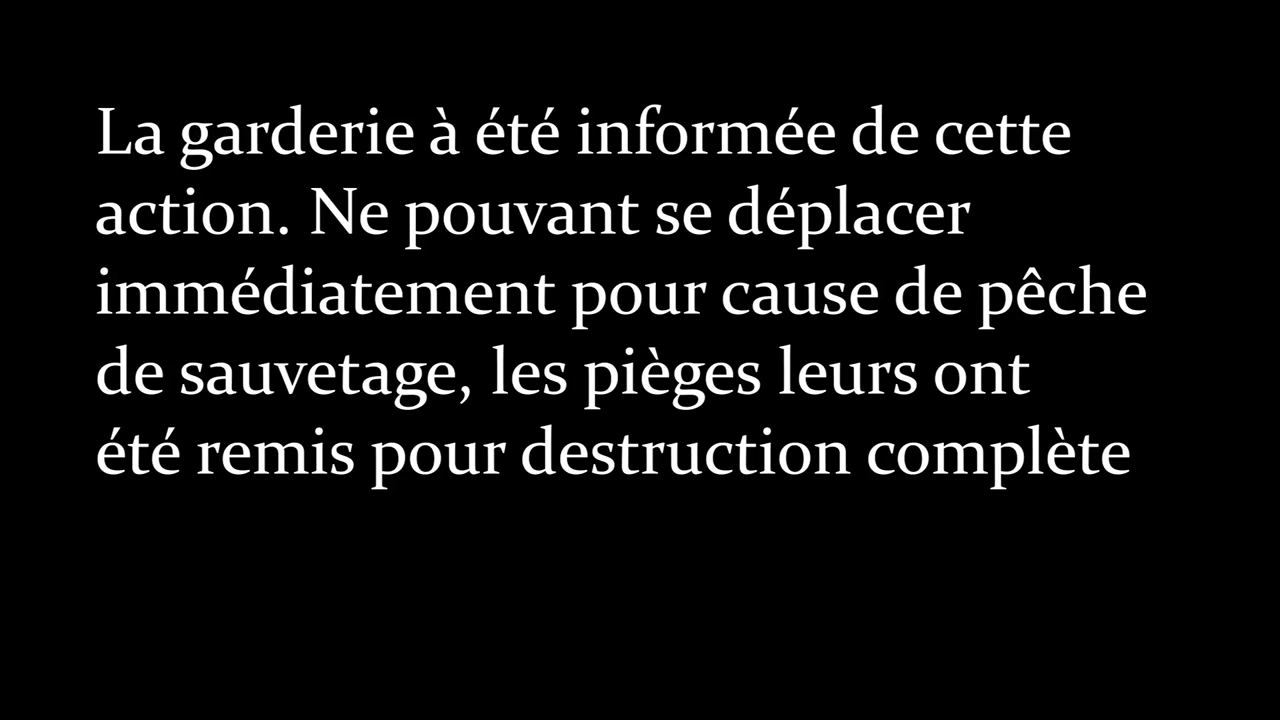 La garderie à été informée de cette
action. Ne pouvant se déplacer
immédiatement pour cause de pêche
de sauvetage, les pièges leurs ont
été remis pour destruction complète